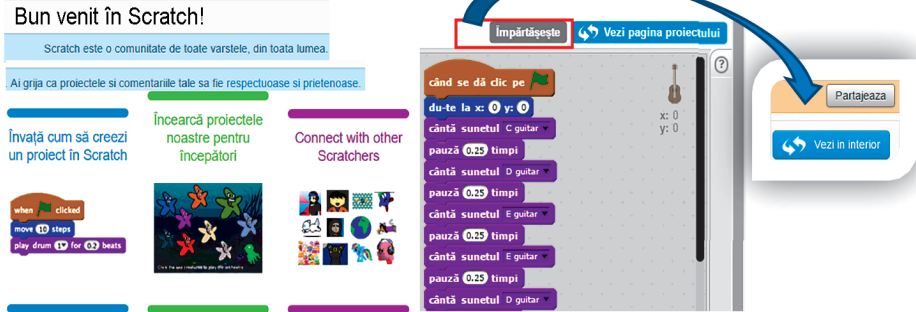 Bun venit în Scratch!
Scratch este o comunitate de toate varstele, din toata lumea.
Ai grija ca proiectele si comentariile tale sa fie respectuoase si prietenoase.
Învață cum să creezi
un proiect în Scratch
Încearcă proiectele
noastre pentru
începători
Connect with other
Scratchers
when clicked
move 10 steps
play drum 1 for 0.2 beats
Împărtășește
Vezi pagina proiectului
?
când se dă clic pe
du-te la x: 0 y: 0
cântă sunetul C guitar
pauză 0.25 timpi
cântă sunetul D guitar
pauză 0.25 timpi
cântă sunetul E guitar
pauză 0.25 timpi
cântă sunetul E guitar
pauză 0.25 timpi
cântă sunetul D guitar
x: 0
y: 0
Partajeaza
Vezi in interior